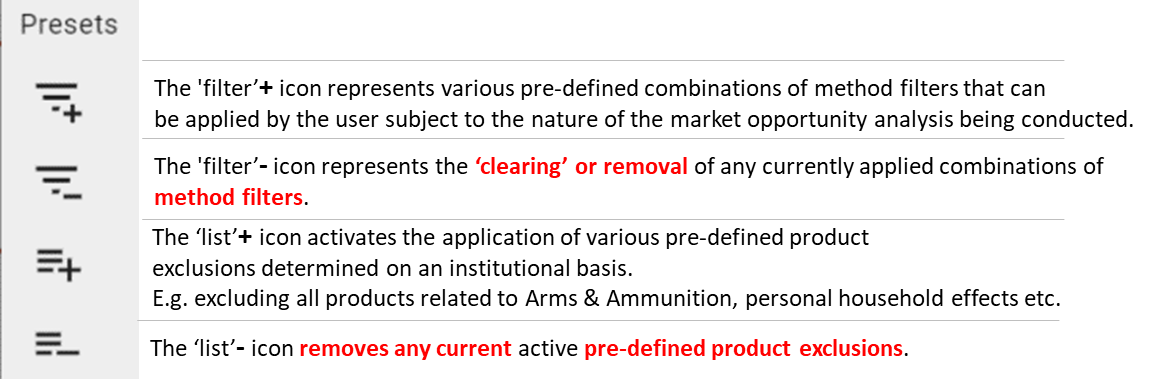 Presets
The 'filter’+ icon represents various pre-defined combinations of method filters that can
be applied by the user subject to the nature of the market opportunity analysis being conducted.
The 'filter’- icon represents the ‘clearing’ or removal of any currently applied combinations of
method filters.
The ‘list’+ icon activates the application of various pre-defined product
exclusions determined on an institutional basis.
E.g. excluding all products related to Arms & Ammunition, personal household effects etc.
The ‘list’- icon removes any current active pre-defined product exclusions.